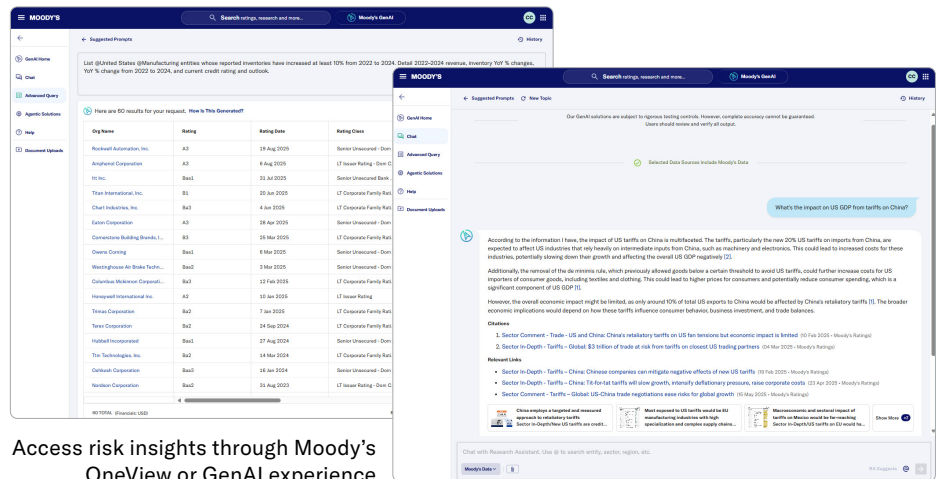 MOODY'S
Search ratings, research and more...
Moody's GenAI
CC
Suggested Prompts
History
GenAI Home
Chat
Advanced Query
Agentic Solutions
Help
Document Uploads
List @United States @Manufacturing entities whose reported inventories have increased at least 10% from 2022 to 2024. Detail 2022-2024 revenue, inventory YoY % changes,
YoY % change from 2022 to 2024, and current credit rating and outlook.
Here are 60 results for your request. How Is This Generated?
Org Name Rating Rating Date Rating Class
Rockwell Automation, Inc. A3 19 Aug 2025 Senior Unsecured - Dom
Amphenol Corporation A3 6 Aug 2025 LT Issuer Rating - Dom C
Itt Inc. Baa1 31 Jul 2025 Senior Unsecured Bank
Titan International, Inc. B1 20 Jun 2025 LT Corporate Family Rati
Chart Industries, Inc. Ba3 4 Jun 2025 LT Corporate Family Rati
Eaton Corporation A3 28 Apr 2025 Senior Unsecured - Dom
Cornerstone Building Brands, I... B3 25 Mar 2025 LT Corporate Family Rati
Owens Corning Baa1 8 Mar 2025 Senior Unsecured - Dom
Westinghouse Air Brake Techn... Baa2 3 Mar 2025 Senior Unsecured - Dom
Columbus Mckinnon Corporati... Ba3 12 Feb 2025 LT Corporate Family Rati
Honeywell International Inc. A2 10 Jan 2025 LT Issuer Rating
Trimas Corporation Ba2 7 Jan 2025 LT Corporate Family Rati
Terex Corporation Ba2 24 Sep 2024 LT Corporate Family Rati
Hubbell Incorporated Baa1 27 Aug 2024 Senior Unsecured - Dom
Ttm Technologies, Inc. Ba2 14 Mar 2024 LT Corporate Family Rati
Oshkosh Corporation Baa3 16 Jan 2024 Senior Unsecured - Dom
Nordson Corporation Baa2 31 Aug 2023 LT Issuer Rating - Dom C
60 TOTAL (Financials: USD)
MOODY'S
Search ratings, research and more...
Moody's GenAI
CC
Suggested Prompts
New Topic
History
GenAI Home
Chat
Advanced Query
Agentic Solutions
Help
Document Uploads
Our GenAI solutions are subject to rigorous testing controls. However, complete accuracy cannot be guaranteed.
Users should review and verify all output.
Selected Data Sources Include Moody's Data
What's the impact on US GDP from tariffs on China?
According to the information I have, the impact of US tariffs on China is multifaceted. The tariffs, particularly the new 20% US tariffs on imports from China, are
expected to affect US industries that rely heavily on intermediate inputs from China, such as machinery and electronics. This could lead to increased costs for these
industries, potentially slowing down their growth and affecting the overall US GDP negatively [2].
Additionally, the removal of the de minimis rule, which previously allowed goods below a certain threshold to avoid US tariffs, could further increase costs for US
importers of consumer goods, including textiles and clothing. This could lead to higher prices for consumers and potentially reduce consumer spending, which is a
significant component of US GDP [1].
However, the overall economic impact might be limited, as only around 10% of total US exports to China would be affected by China's retaliatory tariffs [1]. The broader
economic implications would depend on how these tariffs influence consumer behavior, business investment, and trade balances.
Citations
1. Sector Comment - Trade - US and China: China's retaliatory tariffs on US fan tensions but economic impact is limited (10 Feb 2025 • Moody's Ratings)
2. Sector In-Depth - Tariffs – Global: $3 trillion of trade at risk from tariffs on closest US trading partners (04 Mar 2025 • Moody's Ratings)
Relevant Links
• Sector In-Depth - Tariffs – China: Chinese companies can mitigate negative effects of new US tariffs (19 Feb 2025 • Moody's Ratings)
• Sector In-Depth - Tariffs – China: Tit-for-tat tariffs will slow growth, intensify deflationary pressure, raise corporate costs (23 Apr 2025 • Moody's Ratings)
• Sector Comment - Tariffs – Global: US-China trade negotiations ease risks for global growth (15 May 2025 • Moody's Ratings)
China employs a targeted and measured
approach to retaliatory tariffs
Sector In-Depth/New US tariffs are credit...
Most exposed to US tariffs would be EU
manufacturing industries with high
specialization and complex supply chains...
Macroeconomic and sectoral impact of
tariffs on Mexico would be far-reaching
Sector In-Depth/US tariffs on EU would ha...
Show More
Chat with Research Assistant. Use @ to search entity, sector, region, etc.
Moody's Data
Access risk insights through Moody's
OneView or GenAI experience